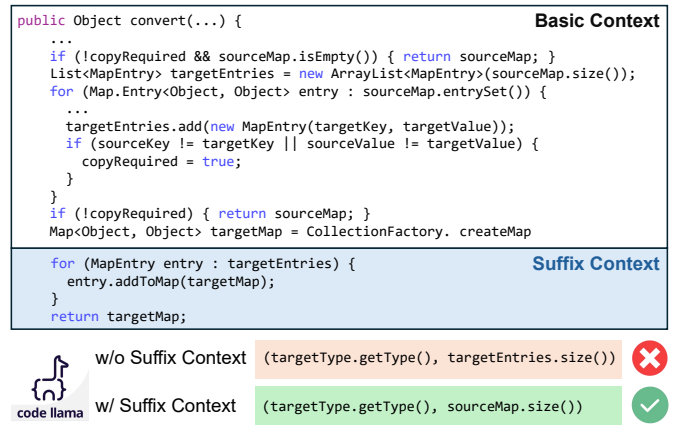 public Object convert(...) { Basic Context
...
if (!copyRequired && sourceMap.isEmpty()) { return sourceMap; }
List<MapEntry> targetEntries = new ArrayList<MapEntry>(sourceMap.size());
for (Map.Entry<Object, Object> entry : sourceMap.entrySet()) {
...
targetEntries.add(new MapEntry(targetKey, targetValue));
if (sourceKey != targetKey || sourceValue != targetValue) {
copyRequired = true;
}
}
if (!copyRequired) { return sourceMap; }
Map<Object, Object> targetMap = CollectionFactory. createMap
for (MapEntry entry : targetEntries) { Suffix Context
entry.addToMap(targetMap);
}
return targetMap;
w/o Suffix Context (targetType.getType(), targetEntries.size())
code llama
w/ Suffix Context (targetType.getType(), sourceMap.size())